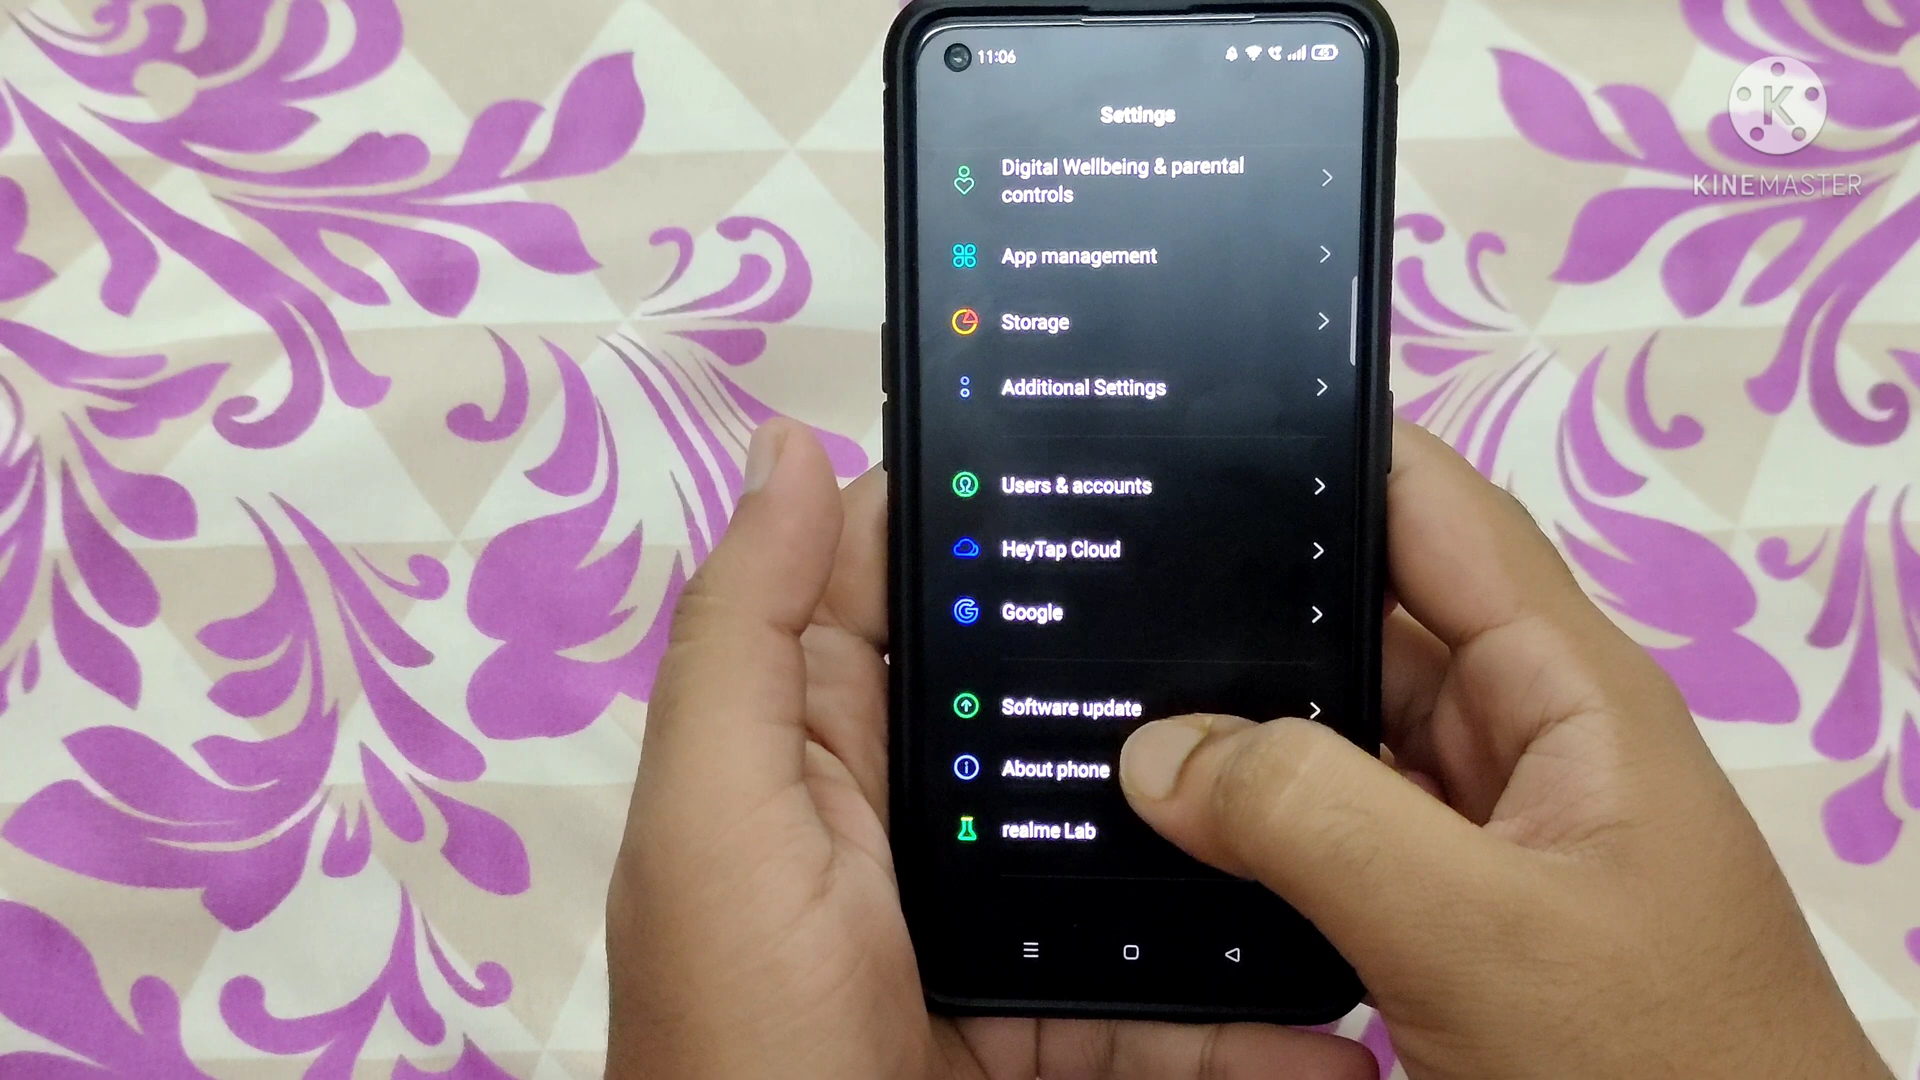 11:06
45
Settings
Digital Wellbeing & parental
controls
App management
Storage
Additional Settings
Users & accounts
HeyTap Cloud
Google
Software update
About phone
realme Lab
K
KINEMASTER